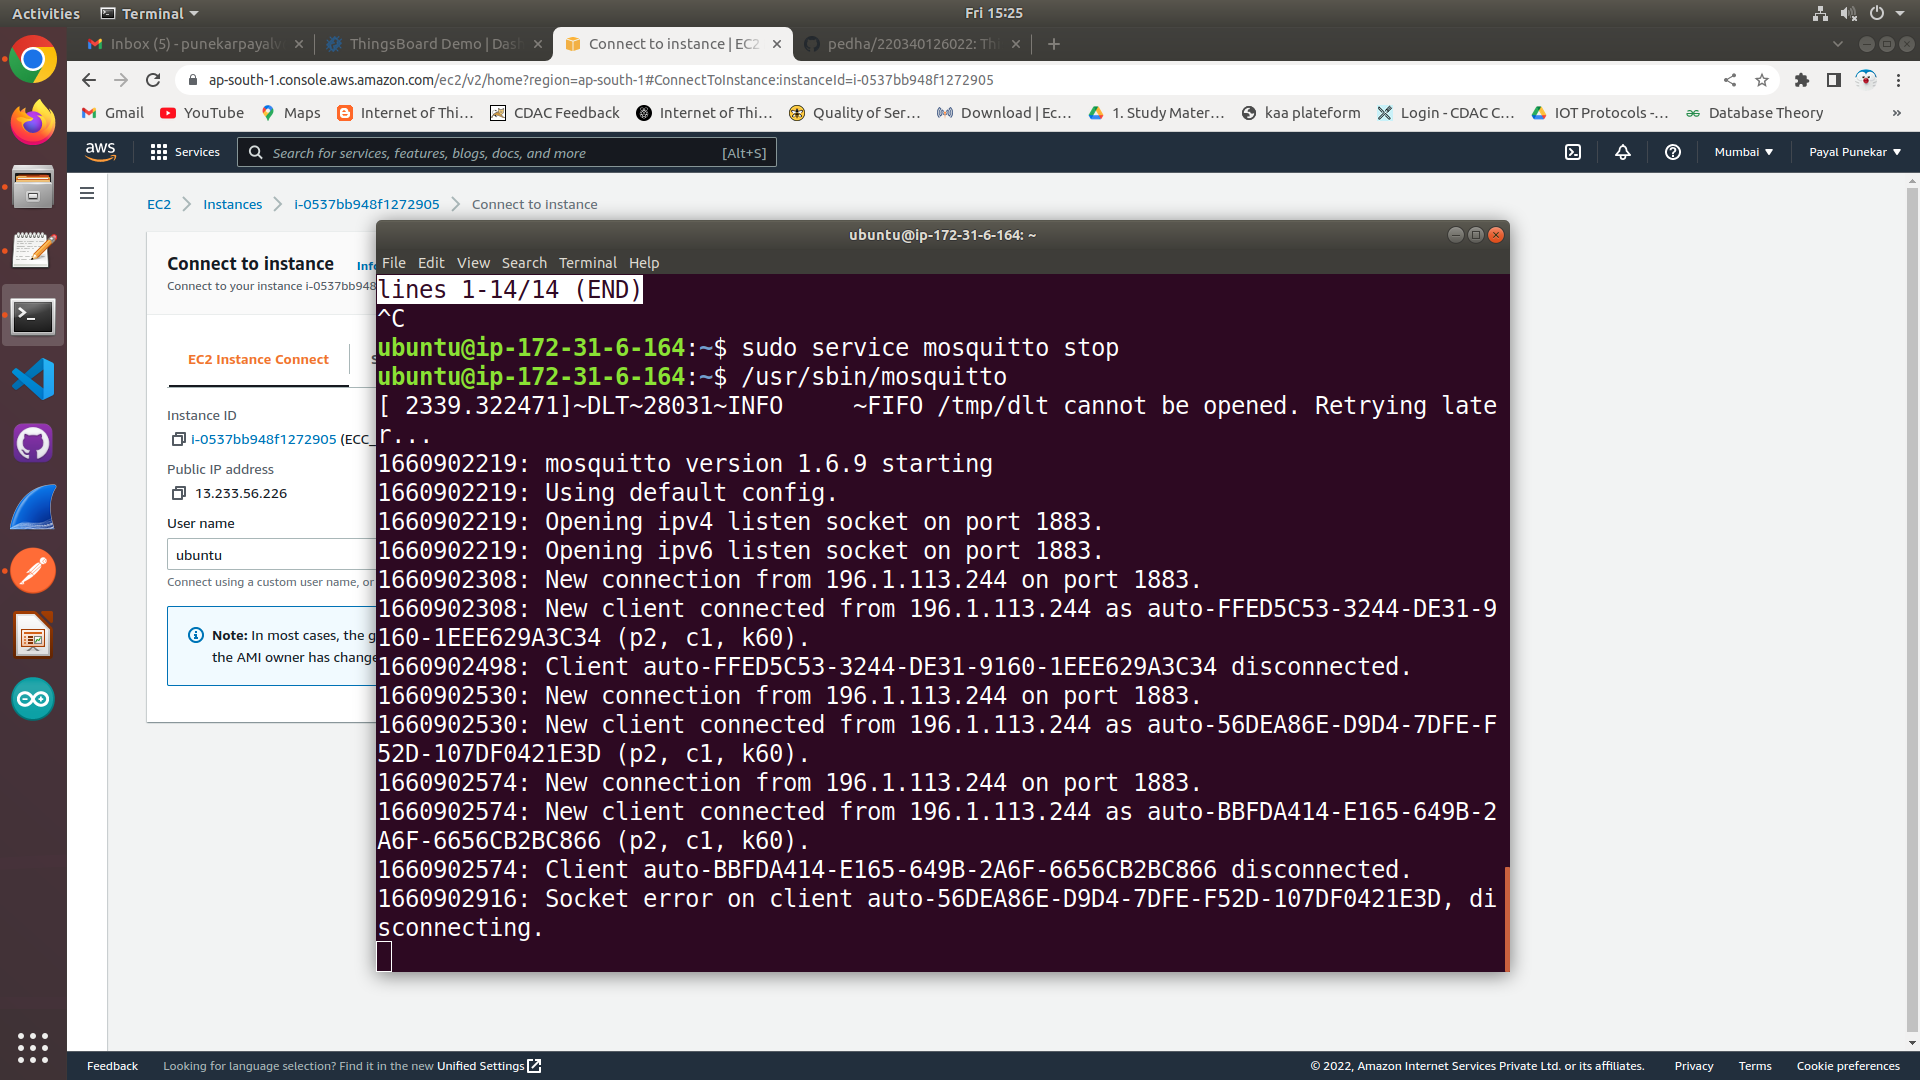 Activities
Terminal
Fri 15:25
Inbox (5) - punekarpayalv
ThingsBoard Demo | Das
Connect to instance | EC2
pedha/220340126022: Th
ap-south-1.console.aws.amazon.com/ec2/v2/home?region=ap-south-1#ConnectToInstance:instanceId=i-0537bb948f1272905
Gmail
YouTube
Maps
Internet of Thi...
CDAC Feedback
Internet of Thi...
Quality of Ser...
Download | Ec...
1. Study Mater...
kaa plateform
Login - CDAC C...
IOT Protocols -...
Database Theory
»
aws
Services
Search for services, features, blogs, docs, and more
[Alt+S]
Mumbai
Payal Punekar
EC2
Instances
i-0537bb948f1272905
Connect to instance
Connect to instance
Info
Connect to your instance i-0537bb948
EC2 Instance Connect
S
Instance ID
i-0537bb948f1272905 (ECC_
Public IP address
13.233.56.226
User name
ubuntu
Connect using a custom user name, or
Note: In most cases, the g
the AMI owner has change
ubuntu@ip-172-31-6-164: ~
File Edit View Search Terminal Help
lines 1-14/14 (END)
^C
ubuntu@ip-172-31-6-164:~$ sudo service mosquitto stop
ubuntu@ip-172-31-6-164:~$ /usr/sbin/mosquitto
[ 2339.322471]~DLT~28031~INFO     ~FIFO /tmp/dlt cannot be opened. Retrying late
r...
1660902219: mosquitto version 1.6.9 starting
1660902219: Using default config.
1660902219: Opening ipv4 listen socket on port 1883.
1660902219: Opening ipv6 listen socket on port 1883.
1660902308: New connection from 196.1.113.244 on port 1883.
1660902308: New client connected from 196.1.113.244 as auto-FFED5C53-3244-DE31-9
160-1EEE629A3C34 (p2, c1, k60).
1660902498: Client auto-FFED5C53-3244-DE31-9160-1EEE629A3C34 disconnected.
1660902530: New connection from 196.1.113.244 on port 1883.
1660902530: New client connected from 196.1.113.244 as auto-56DEA86E-D9D4-7DFE-F
52D-107DF0421E3D (p2, c1, k60).
1660902574: New connection from 196.1.113.244 on port 1883.
1660902574: New client connected from 196.1.113.244 as auto-BBFDA414-E165-649B-2
A6F-6656CB2BC866 (p2, c1, k60).
1660902574: Client auto-BBFDA414-E165-649B-2A6F-6656CB2BC866 disconnected.
1660902916: Socket error on client auto-56DEA86E-D9D4-7DFE-F52D-107DF0421E3D, di
sconnecting.
Feedback
Looking for language selection? Find it in the new Unified Settings
© 2022, Amazon Internet Services Private Ltd. or its affiliates.
Privacy
Terms
Cookie preferences